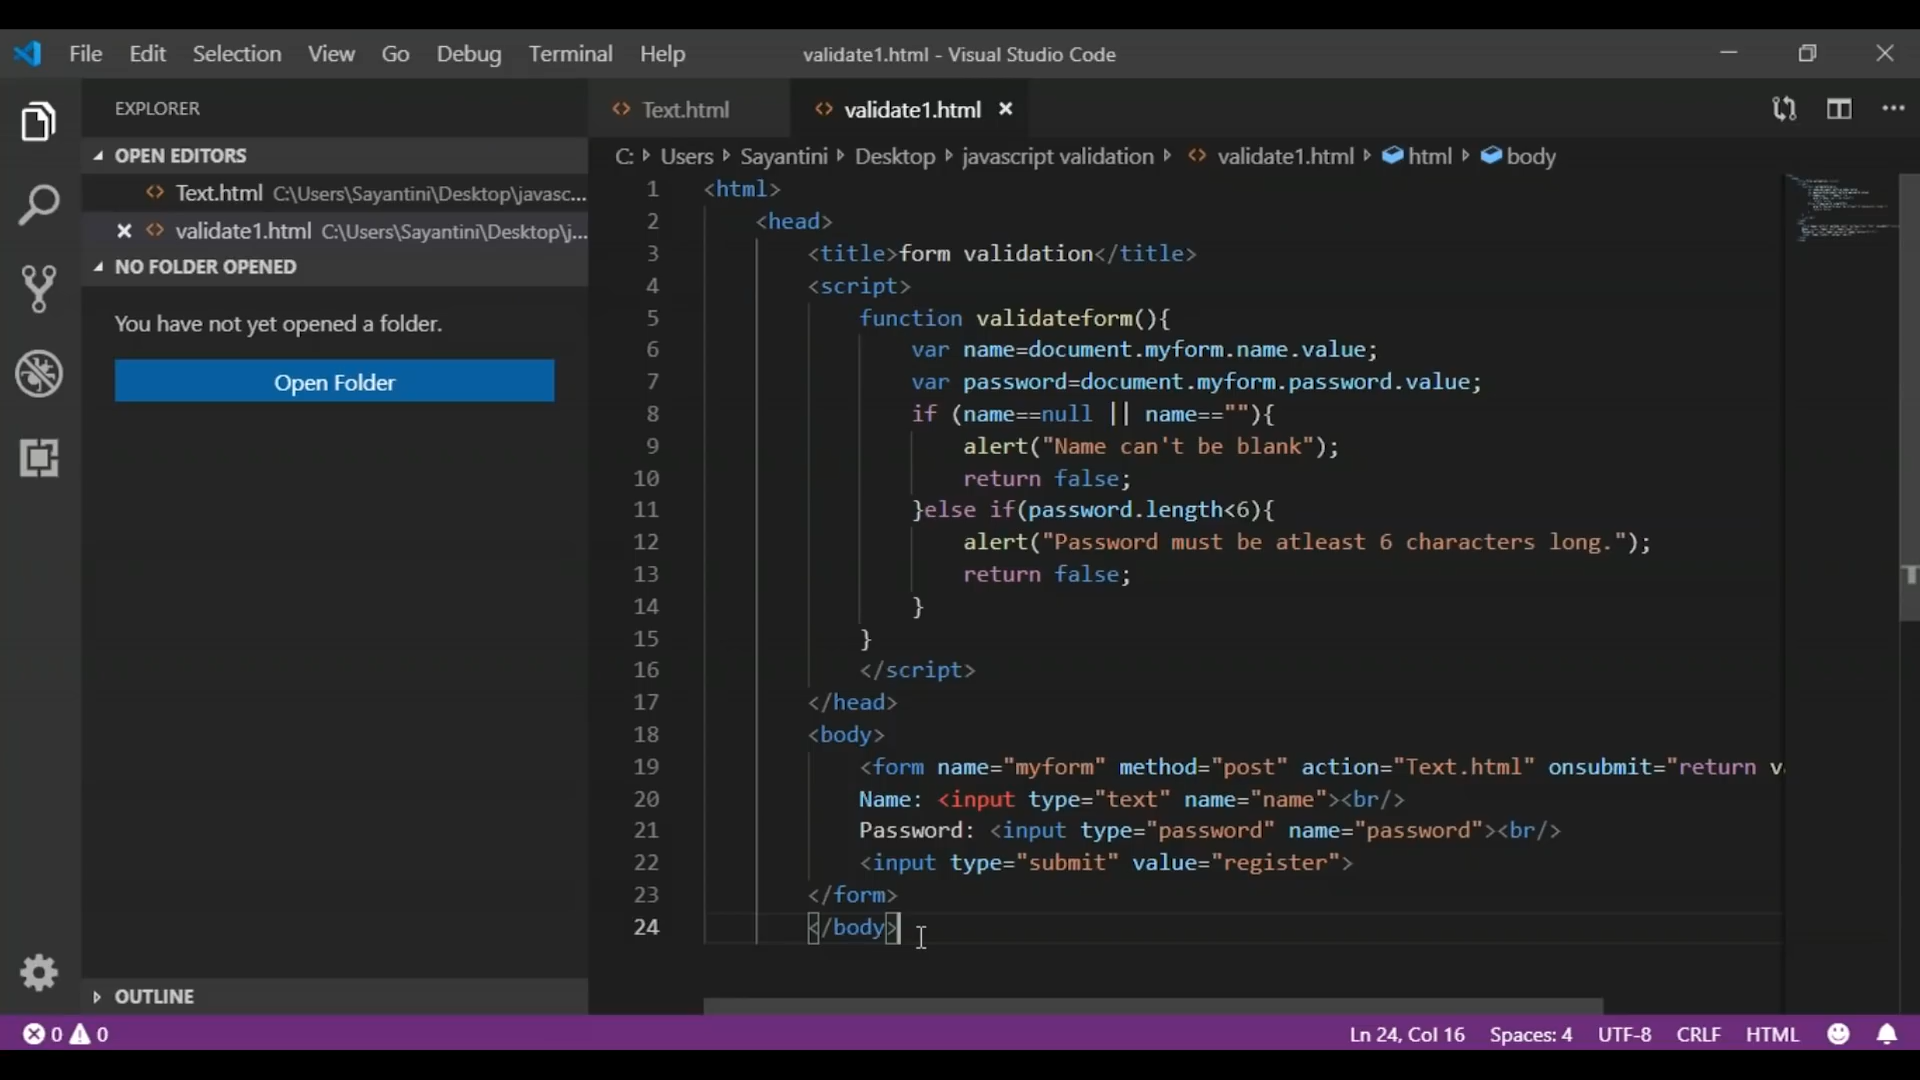 File Edit Selection View Go Debug Terminal Help validate1.html - Visual Studio Code
EXPLORER
OPEN EDITORS
Text.html C:\Users\Sayantini\Desktop\javasc...
validate1.html C:\Users\Sayantini\Desktop\j...
NO FOLDER OPENED
You have not yet opened a folder.
Open Folder
OUTLINE
Text.html validate1.html
C: Users Sayantini Desktop javascript validation validate1.html html body
1 <html>
2 <head>
3 <title>form validation</title>
4 <script>
5 function validateform(){
6 var name=document.myform.name.value;
7 var password=document.myform.password.value;
8 if (name==null || name==""){
9 alert("Name can't be blank");
10 return false;
11 }else if(password.length<6){
12 alert("Password must be atleast 6 characters long.");
13 return false;
14 }
15 }
16 </script>
17 </head>
18 <body>
19 <form name="myform" method="post" action="Text.html" onsubmit="return v
20 Name: <input type="text" name="name"><br/>
21 Password: <input type="password" name="password"><br/>
22 <input type="submit" value="register">
23 </form>
24 </body>
0 0 Ln 24, Col 16 Spaces: 4 UTF-8 CRLF HTML